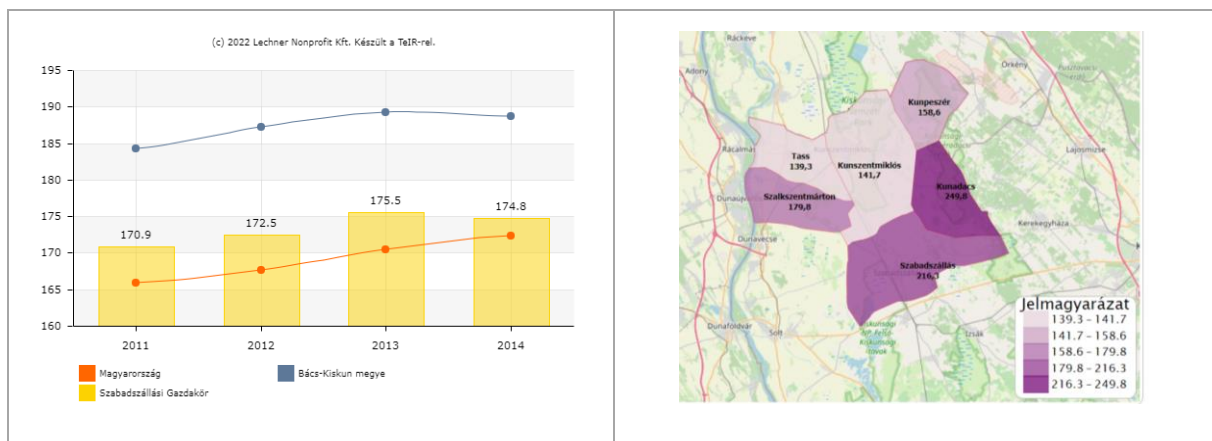 (c) 2022 Lechner Nonprofit Kft. Készült a TeIR-rel.
195
190
185
180
175
170
165
160
170.9
172.5
175.5
174.8
2011
2012
2013
2014
Magyarország
Bács-Kiskun megye
Szabadszállási Gazdakör
Ráckeve
Adony
Örkény
Kunpeszér
158,6
Rácalmás
Lajosmizse
Tass
139,3
Kunszentmiklós
141,7
Szalkszentmárton
179,8
Kunadacs
249,8
Kerekegyháza
Dunavecse
Szabadszállás
216,3
Dunaföldvár
Solt
Izsák
Jelmagyarázat
139.3 – 141.7
141.7 – 158.6
158.6 – 179.8
179.8 – 216.3
216.3 – 249.8